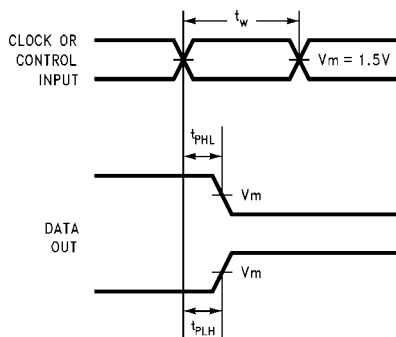 t_w
CLOCK OR
CONTROL
INPUT
Vm = 1.5V
t_PHL
Vm
DATA
OUT
Vm
t_PLH